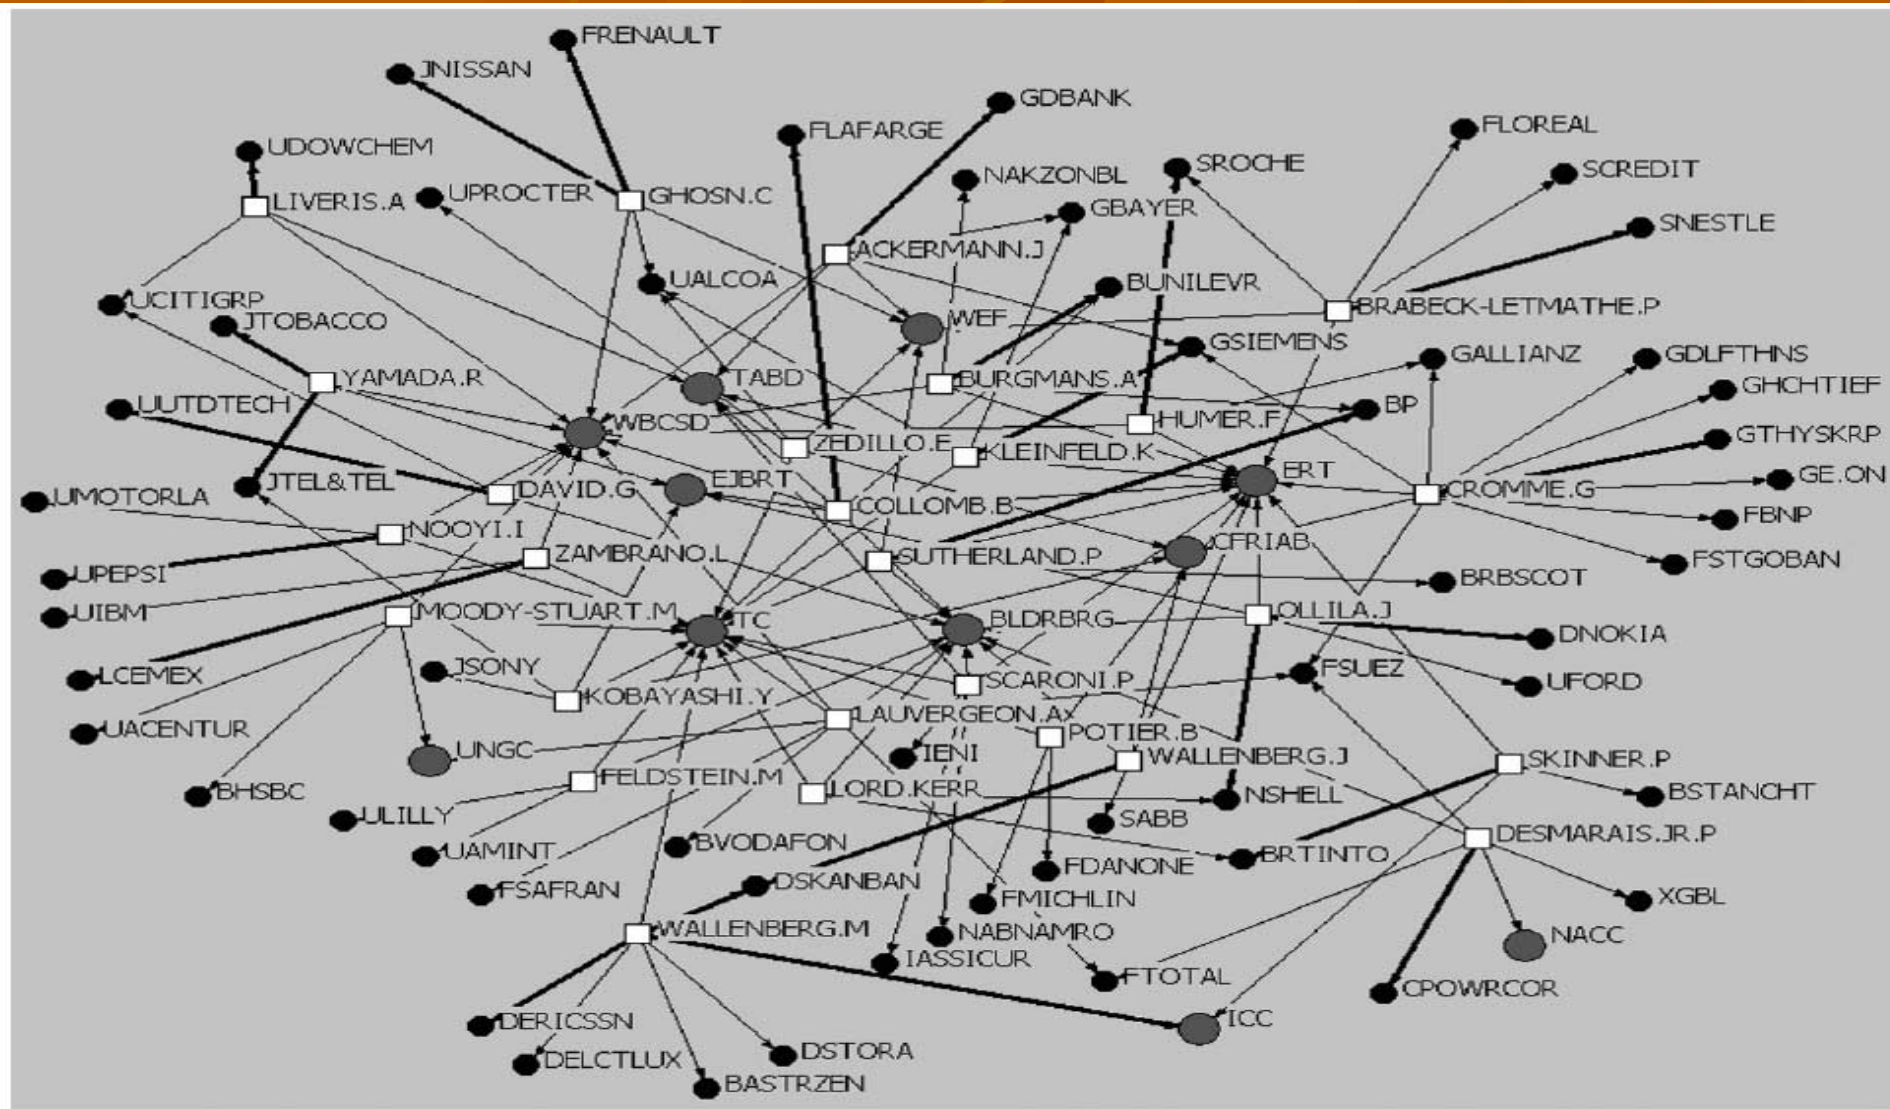 FRENAULT
JNISSAN
GDBANK
FLAFARGE
FLOREAL
UDOWCHEM
SROCHE
SCREDIT
NAKZONBL
UPROCTER
GHOSN.C
LIVERIS.A
GBAYER
SNESTLE
ACKERMANN.J
UALCOA
BUNILEVR
UCITIGRP
BRABECK-LETMATHE.P
JTOBACCO
WEF
GSIEMENS
GALLIANZ
GDLFTHNS
YAMADA.R
TABD
BURGMANS.A
GHCHTIEF
UUTDTECH
BP
WBCSD
HUMER.F
GTHYSKRP
ZEDILLO.E
KLEINFELD.K
ERT
GE.ON
JTEL&TEL
EJBRT
DAVID.G
CROMME.G
UMOTORLA
COLLOMB.B
FBNP
NOOYI.I
CFRIAB
ZAMBRANO.L
SUTHERLAND.P
FSTGOBAN
UPEPSI
BRBSCOT
UIBM
MOODY-STUART.M
TC
BLDRBRG
OLLILA.J
DNOKIA
LCEMEX
JSONY
FSUEZ
SCARONI.P
UFORD
KOBAYASHI.Y
LAUVERGEON.A
UACENTUR
POTIER.B
UNGC
IENI
WALLENBERG.J
SKINNER.P
FELDSTEIN.M
LORD.KERR
BHSBC
NSHELL
BSTANCHT
ULILLY
SABB
DESMARAIS.JR.P
BVODAFON
UAMINT
BRTINTO
FDANONE
DSKANBAN
FSAFRAN
FMICHLIN
XGBL
WALLENBERG.M
NABNAMRO
NACC
IASSICUR
FTOTAL
CPOWRCOR
DERICSSN
ICC
DSTORA
DELCTLUX
BASTRZEN